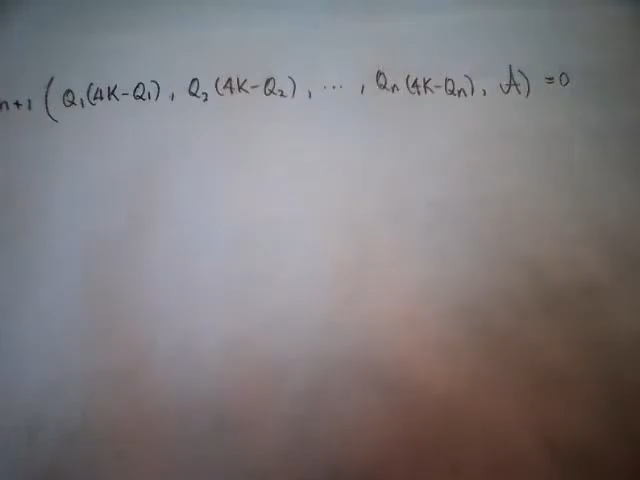 n+1 (Q₁(4K-Q₁), Q₂(4K-Q₂), ..., Qn(4K-Qn), A) = 0